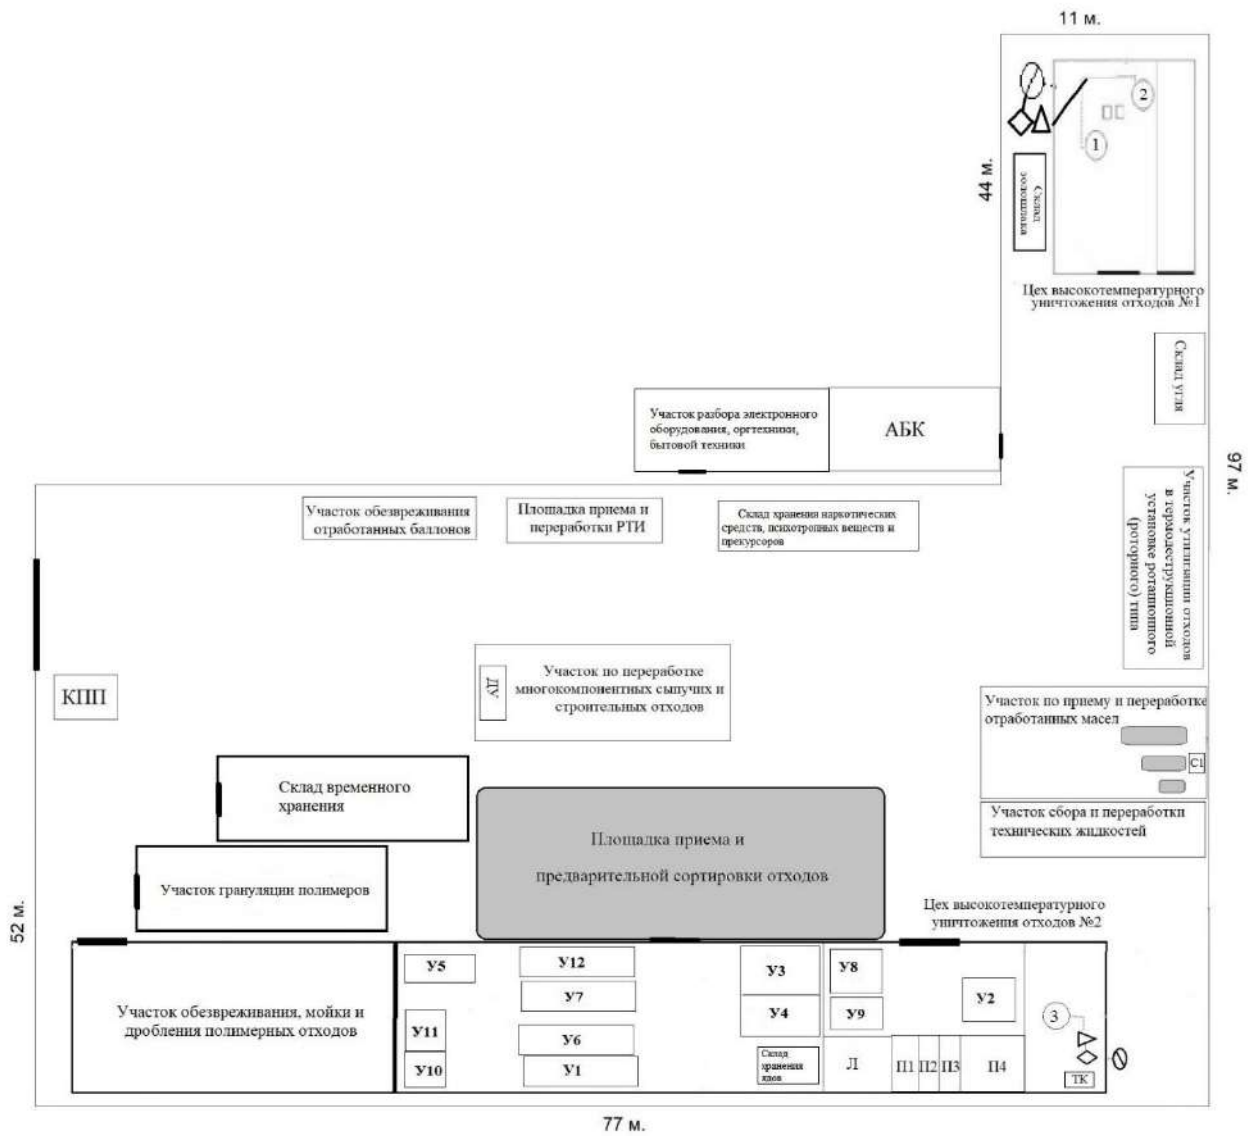 11 м.
2
1
44 м.
Склад
золошлака
Цех высокотемпературного
уничтожения отходов №1
Склад угля
97 м.
Участок разбора электронного
оборудования, оргтехники,
бытовой техники
АБК
Участок обезвреживания
отработанных баллонов
Площадка приема и
переработки РТИ
Склад хранения наркотических
средств, психотропных веществ и
прекурсоров
Участок утилизации отходов
в термодеструкционной
установке ротационного
(роторного) типа
КПП
ДУ
Участок по переработке
многокомпонентных сыпучих и
строительных отходов
Участок по приему и переработке
отработанных масел
С1
Участок сбора и переработки
технических жидкостей
Склад временного
хранения
Площадка приема и
предварительной сортировки отходов
Участок грануляции полимеров
Цех высокотемпературного
уничтожения отходов №2
52 м.
Участок обезвреживания, мойки и
дробления полимерных отходов
У5
У11
У10
У12
У7
У6
У1
У3
У4
Склад
хранения
ядов
У8
У9
Л
У2
П1
П2
П3
П4
3
ТК
77 м.